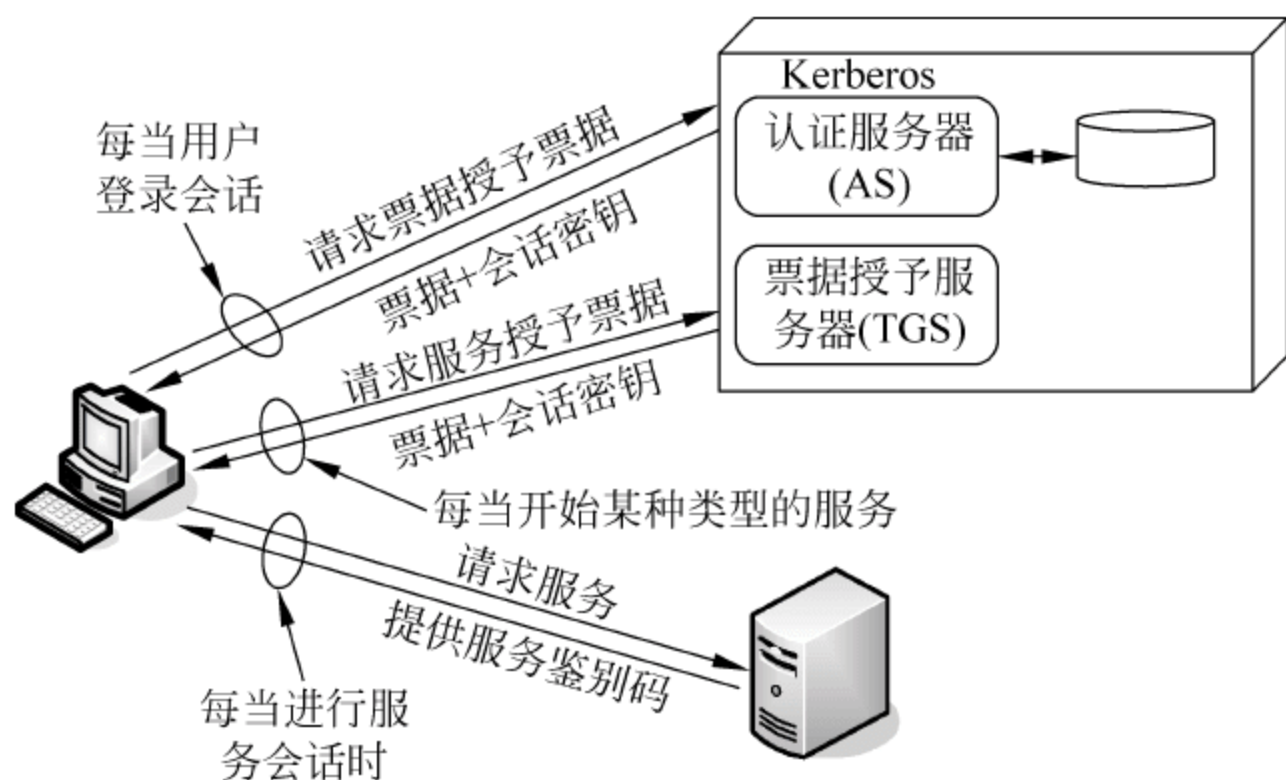 Kerberos
认证服务器
(AS)
每当用户
登录会话
请求票据授予票据
票据+会话密钥
票据授予服
务器(TGS)
请求服务授予票据
票据+会话密钥
每当开始某种类型的服务
请求服务
提供服务鉴别码
每当进行服
务会话时